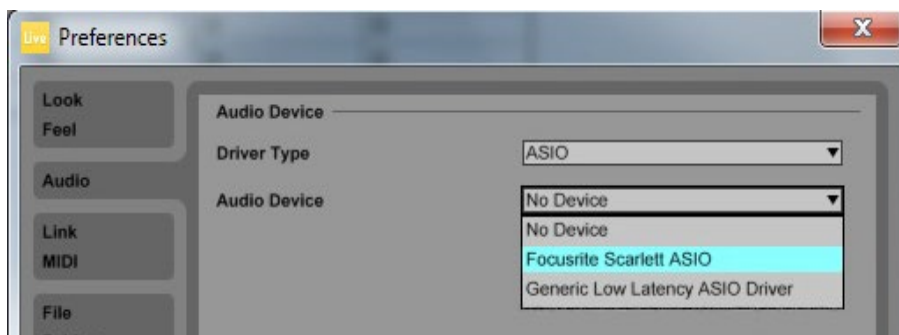 Live Preferences X
Look
Feel
Audio
Link
MIDI
File
Audio Device
Driver Type ASIO
Audio Device No Device
No Device
Focusrite Scarlett ASIO
Generic Low Latency ASIO Driver